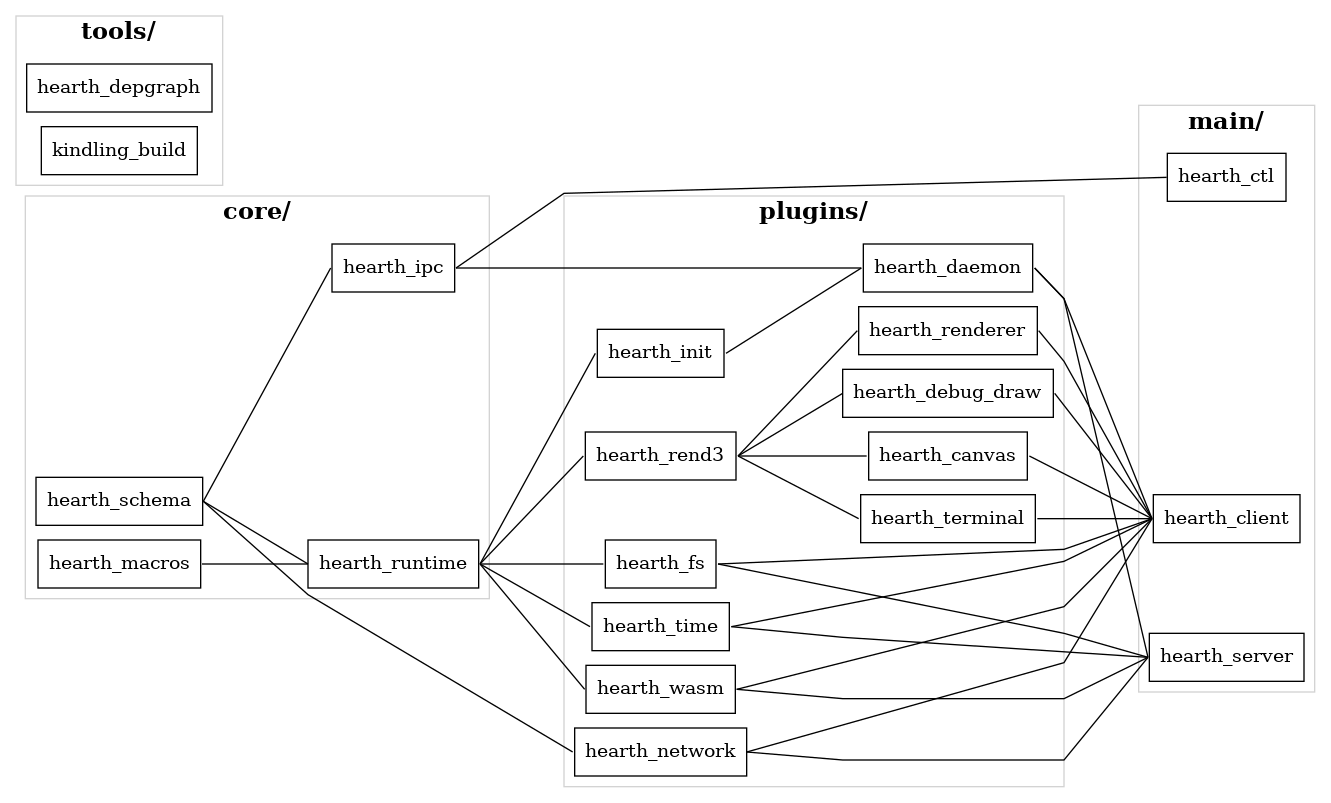 tools/
hearth_depgraph
kindling_build
core/
hearth_ipc
hearth_schema
hearth_macros
hearth_runtime
plugins/
hearth_init
hearth_rend3
hearth_fs
hearth_time
hearth_wasm
hearth_network
hearth_daemon
hearth_renderer
hearth_debug_draw
hearth_canvas
hearth_terminal
main/
hearth_ctl
hearth_client
hearth_server